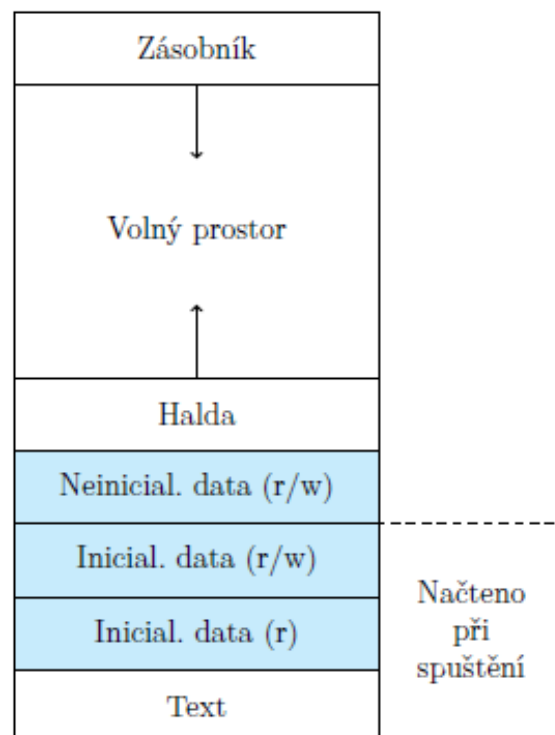 Zásobník
Volný prostor
Halda
Neinicial. data (r/w)
Inicial. data (r/w)
Inicial. data (r)
Text
Načteno
při
spuštění